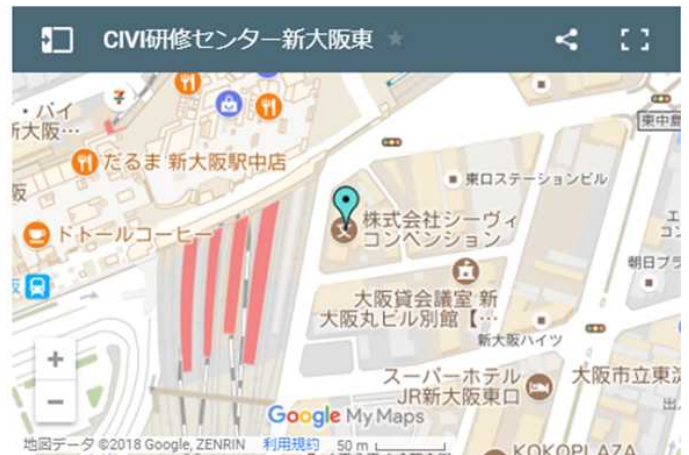 CIVI研修センター新大阪東
・バイ
新大阪…
だるま 新大阪駅中店
東中島
東口ステーションビル
株式会社シーヴィ
コンベンション
ドトールコーヒー
朝日プラ
大阪貸会議室 新
大阪丸ビル別館【…
新大阪ハイツ
スーパーホテル
JR新大阪東口
大阪市立東淀
Google My Maps
地図データ ©2018 Google, ZENRIN
利用規約
50 m
KOKOPLAZA